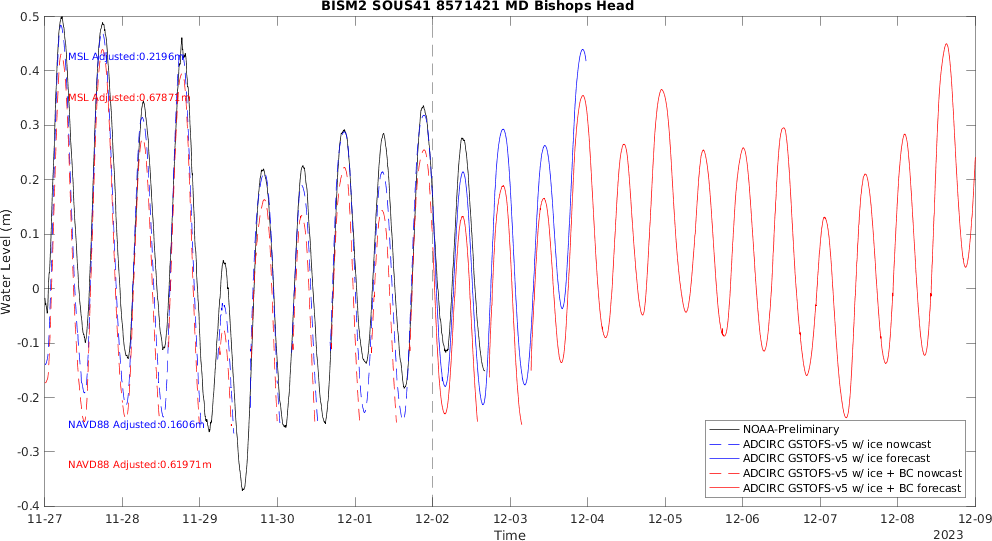 BISM2 SOUS41 8571421 MD Bishops Head
0.5
0.4
0.3
0.2
0.1
0
-0.1
-0.2
-0.3
-0.4
Water Level (m)
MSL Adjusted:0.2196m
MSL Adjusted:0.67871m
NAVD88 Adjusted:0.1606m
NAVD88 Adjusted:0.61971m
NOAA-Preliminary
ADCIRC GSTOFS-v5 w/ ice nowcast
ADCIRC GSTOFS-v5 w/ ice forecast
ADCIRC GSTOFS-v5 w/ ice + BC nowcast
ADCIRC GSTOFS-v5 w/ ice + BC forecast
11-27 11-28 11-29 11-30 12-01 12-02 12-03 12-04 12-05 12-06 12-07 12-08 12-09
Time
2023